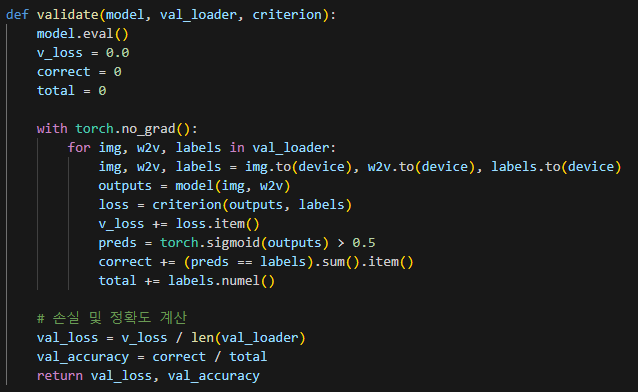 def validate(model, val_loader, criterion):
    model.eval()
    v_loss = 0.0
    correct = 0
    total = 0

    with torch.no_grad():
        for img, w2v, labels in val_loader:
            img, w2v, labels = img.to(device), w2v.to(device), labels.to(device)
            outputs = model(img, w2v)
            loss = criterion(outputs, labels)
            v_loss += loss.item()
            preds = torch.sigmoid(outputs) > 0.5
            correct += (preds == labels).sum().item()
            total += labels.numel()

    # 손실 및 정확도 계산
    val_loss = v_loss / len(val_loader)
    val_accuracy = correct / total
    return val_loss, val_accuracy